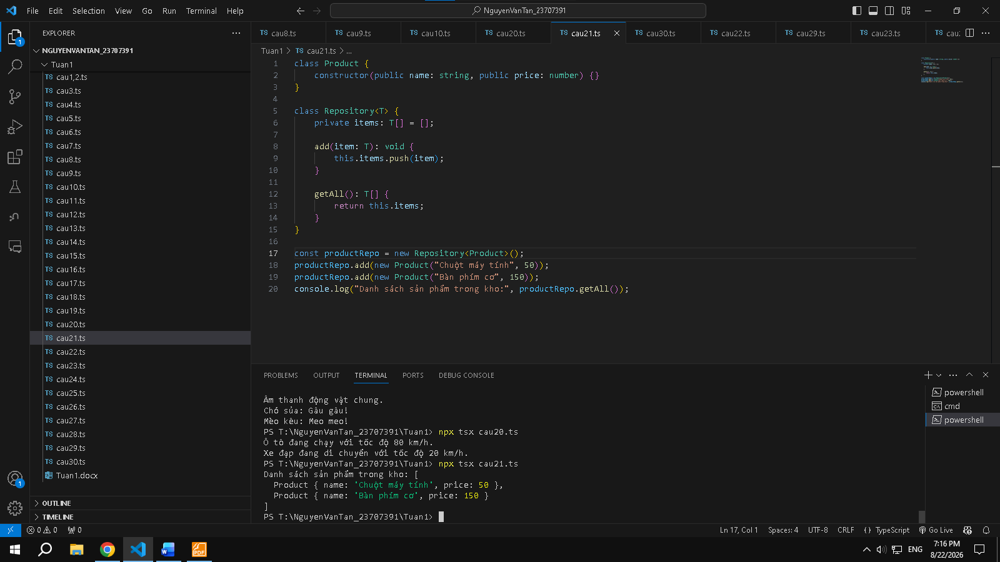 File Edit Selection View Go Run Terminal Help
NguyenVanTan_23707391
EXPLORER
NGUYENVANTAN_23707391
Tuan1
TS cau1,2.ts
TS cau3.ts
TS cau4.ts
TS cau5.ts
TS cau6.ts
TS cau7.ts
TS cau8.ts
TS cau9.ts
TS cau10.ts
TS cau11.ts
TS cau12.ts
TS cau13.ts
TS cau14.ts
TS cau15.ts
TS cau16.ts
TS cau17.ts
TS cau18.ts
TS cau19.ts
TS cau20.ts
TS cau21.ts
TS cau22.ts
TS cau23.ts
TS cau24.ts
TS cau25.ts
TS cau26.ts
TS cau27.ts
TS cau28.ts
TS cau29.ts
TS cau30.ts
Tuan1.docx
OUTLINE
TIMELINE
1
1
TS cau8.ts TS cau9.ts TS cau10.ts TS cau20.ts TS cau21.ts TS cau30.ts TS cau22.ts TS cau29.ts TS cau23.ts TS cau:
Tuan1 > TS cau21.ts > ...
1 class Product {
2 constructor(public name: string, public price: number) {}
3 }
4
5 class Repository<T> {
6 private items: T[] = [];
7
8 add(item: T): void {
9 this.items.push(item);
10 }
11
12 getAll(): T[] {
13 return this.items;
14 }
15 }
16
17 const productRepo = new Repository<Product>();
18 productRepo.add(new Product("Chuột máy tính", 50));
19 productRepo.add(new Product("Bàn phím cơ", 150));
20 console.log("Danh sách sản phẩm trong kho:", productRepo.getAll());
PROBLEMS OUTPUT TERMINAL PORTS DEBUG CONSOLE
Âm thanh động vật chung.
Chó sủa: Gâu gâu!
Mèo kêu: Meo meo!
PS T:\NguyenVanTan_23707391\Tuan1> npx tsx cau20.ts
Ô tô đang chạy với tốc độ 80 km/h.
Xe đạp đang di chuyển với tốc độ 20 km/h.
PS T:\NguyenVanTan_23707391\Tuan1> npx tsx cau21.ts
Danh sách sản phẩm trong kho: [
Product { name: 'Chuột máy tính', price: 50 },
Product { name: 'Bàn phím cơ', price: 150 }
]
PS T:\NguyenVanTan_23707391\Tuan1>
powershell
cmd
powershell
0 0 0 Ln 17, Col 1 Spaces: 4 UTF-8 CRLF {} TypeScript Go Live
PDF
ENG
7:16 PM
8/22/2026